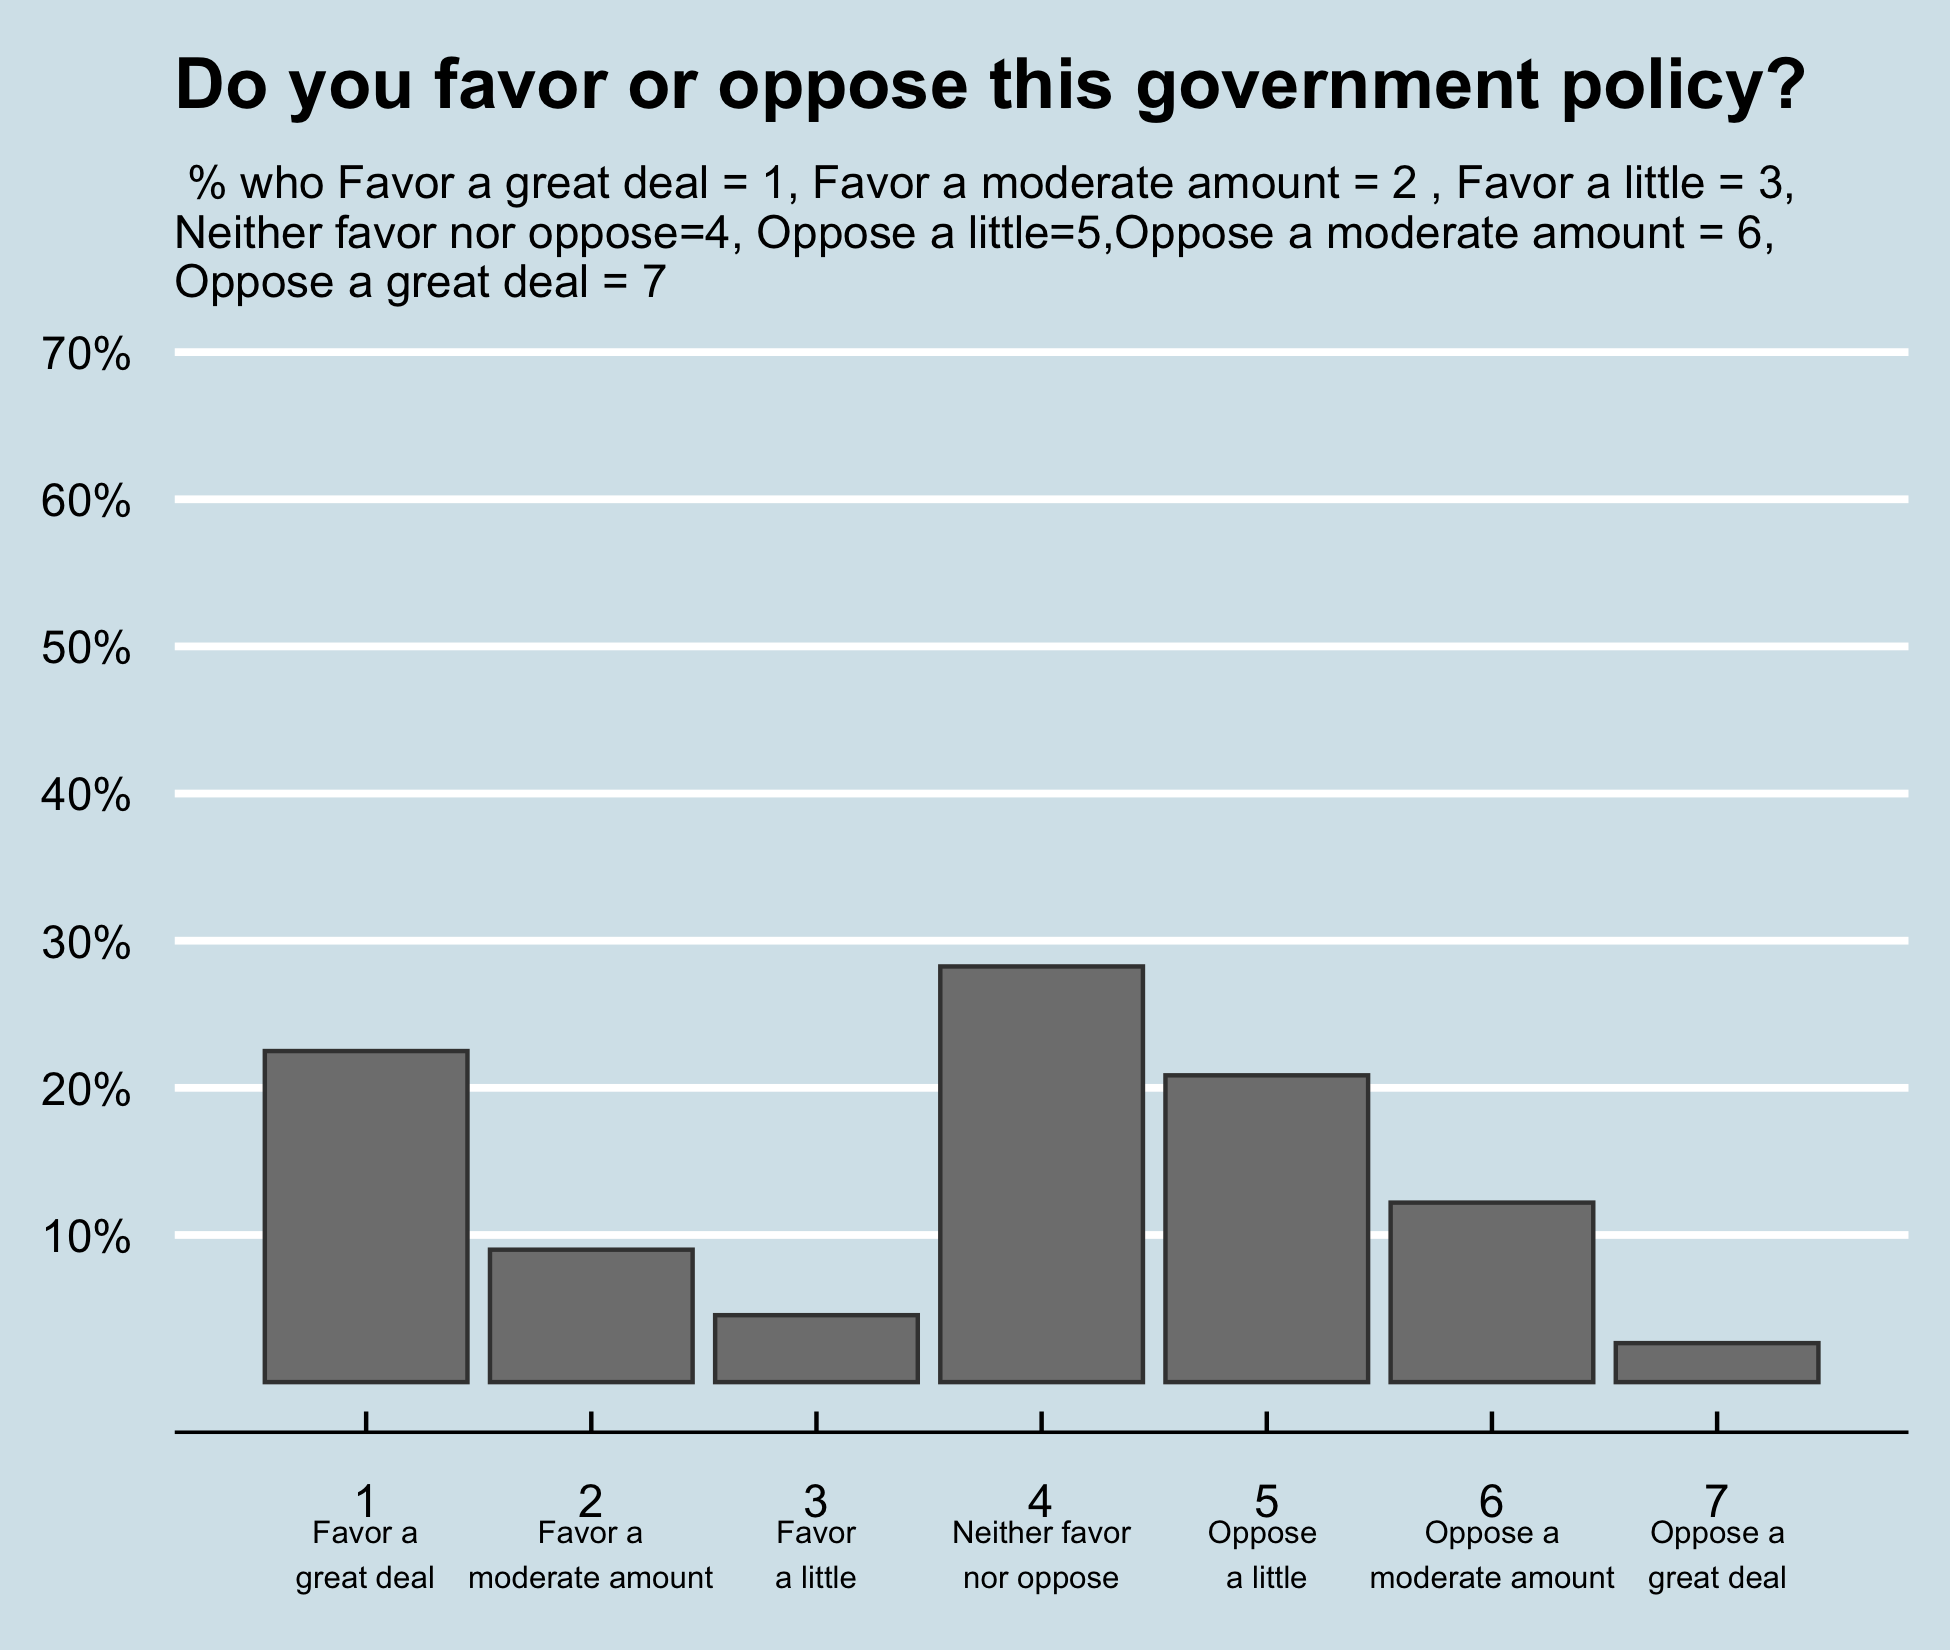 Do you favor or oppose this government policy?
% who Favor a great deal = 1, Favor a moderate amount = 2 , Favor a little = 3,
Neither favor nor oppose=4, Oppose a little=5,Oppose a moderate amount = 6,
Oppose a great deal = 7
70%
60%
50%
40%
30%
20%
10%
1 2 3 4 5 6 7
Favor a Favor a Favor Neither favor Oppose Oppose a Oppose a
great deal moderate amount a little nor oppose a little moderate amount great deal